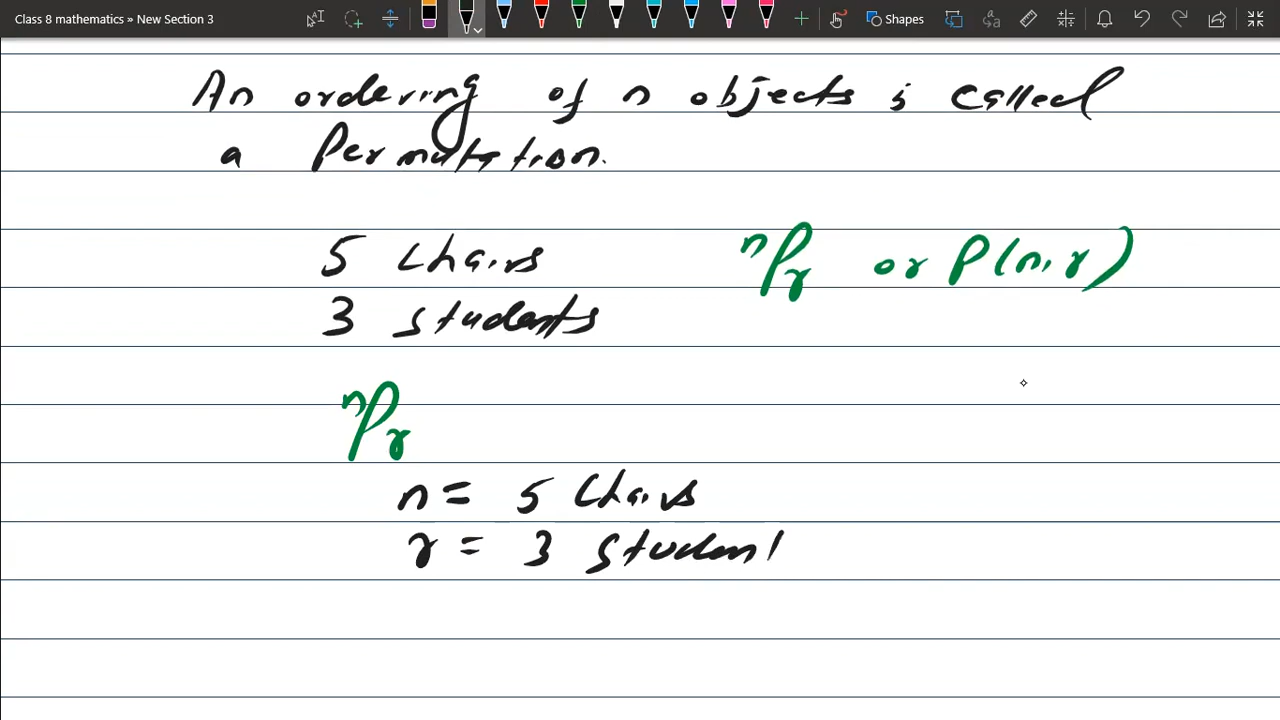 Class 8 mathematics » New Section 3
Shapes
An ordering of n objects is called
a Permutation.
5 Chairs
ⁿPᵣ or P(n,r)
3 students
ⁿPᵣ
n = 5 Chairs
r = 3 student